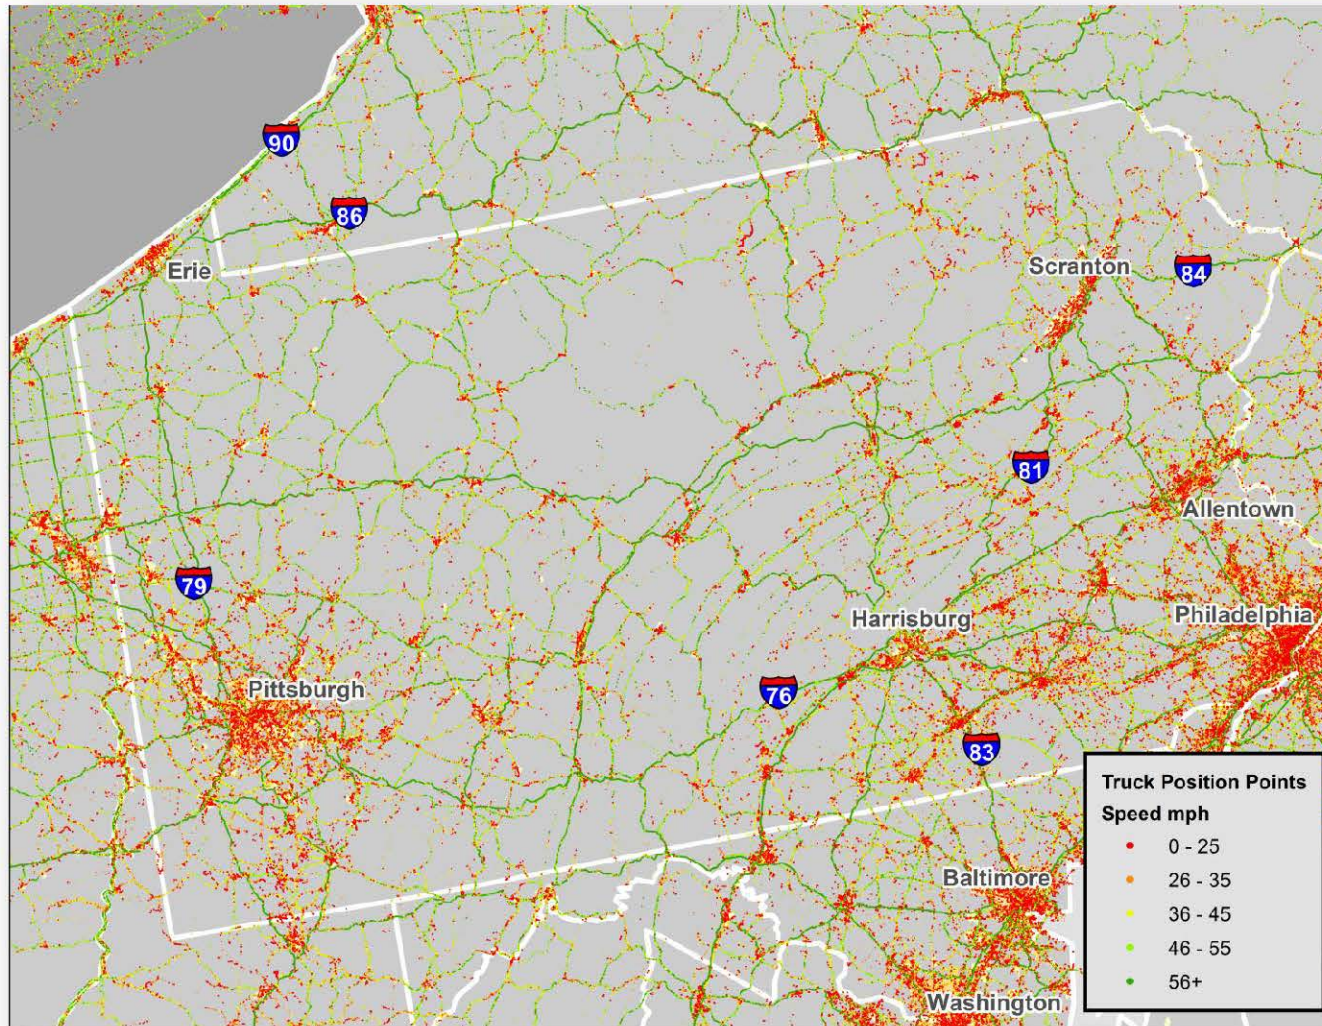 90
86
Erie
Scranton
84
81
Allentown
79
Harrisburg
Philadelphia
Pittsburgh
76
83
Truck Position Points
Speed mph
0 - 25
26 - 35
36 - 45
46 - 55
56+
Baltimore
Washington